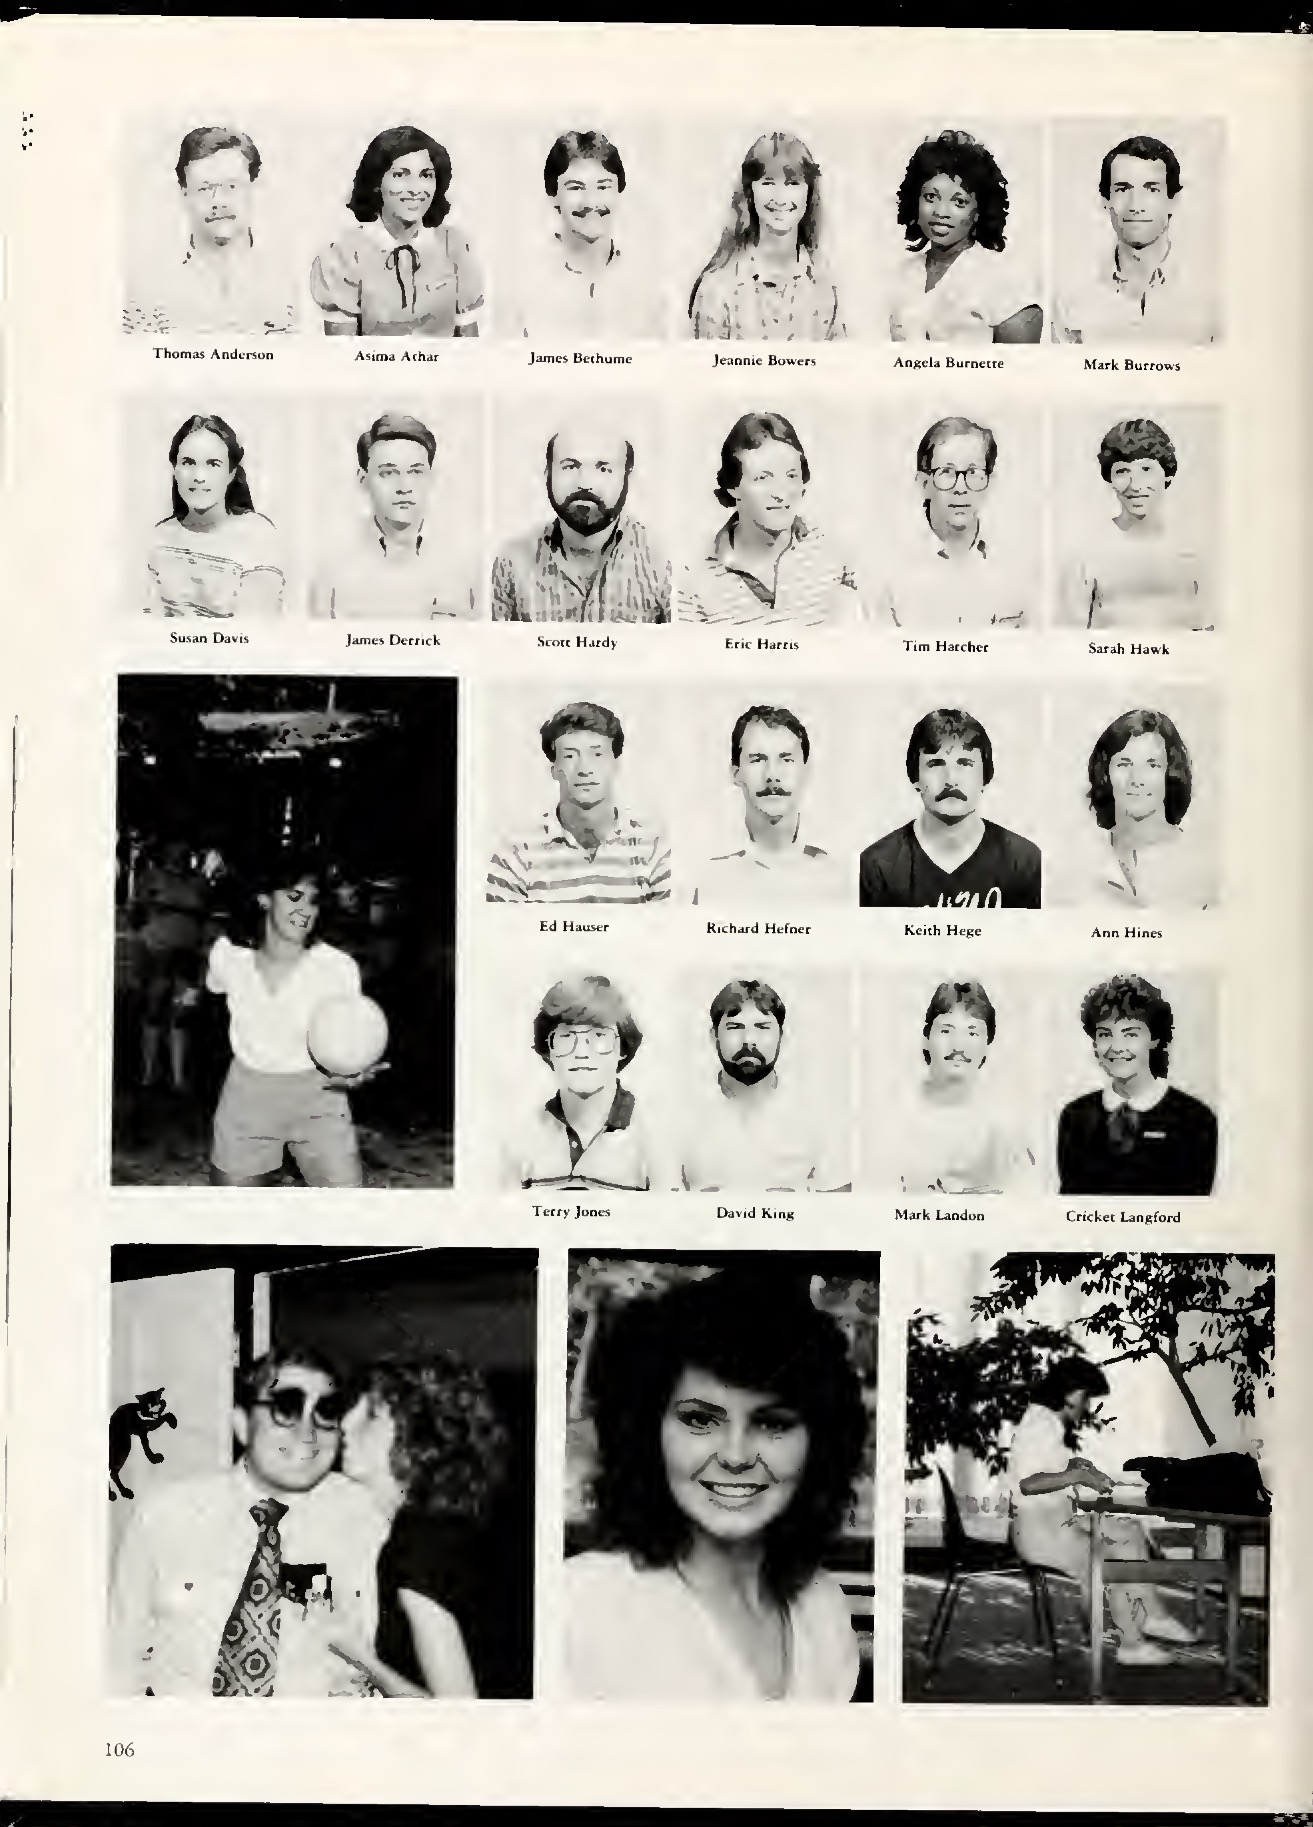 Thomas Anderson
Asima Athar
James Bethume
Jeannie Bowers
Angela Burnette
Mark Burrows
Susan Davis
James Derrick
Scott Hardy
Eric Harris
Tim Hatcher
Sarah Hawk
Ed Hauser
Richard Hefner
Keith Hege
Ann Hines
Terry Jones
David King
Mark Landon
Cricket Langford
106